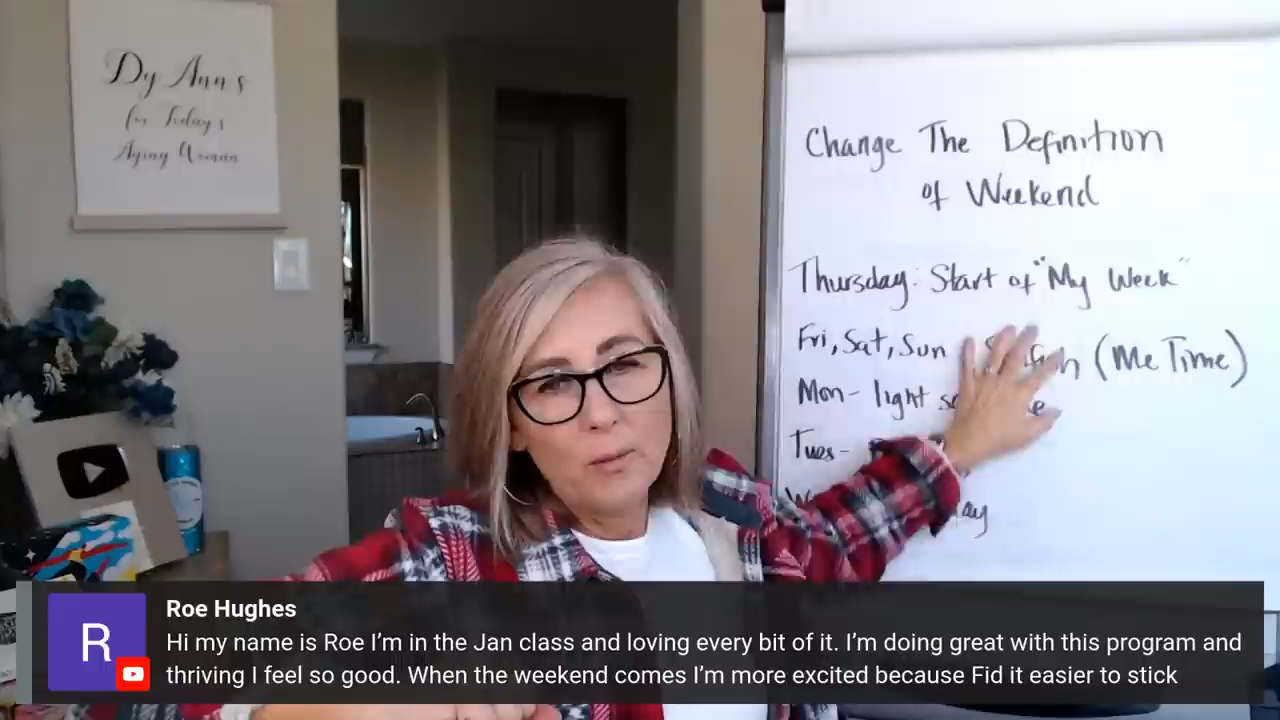 Dy Ann's
for Today's
Aging Woman
Change The Definition
of Weekend
Thursday: Start of "My Week"
Fri, Sat, Sun (Me Time)
Mon - light
Tues -
R
Roe Hughes
Hi my name is Roe I’m in the Jan class and loving every bit of it. I’m doing great with this program and
thriving I feel so good. When the weekend comes I’m more excited because Fid it easier to stick